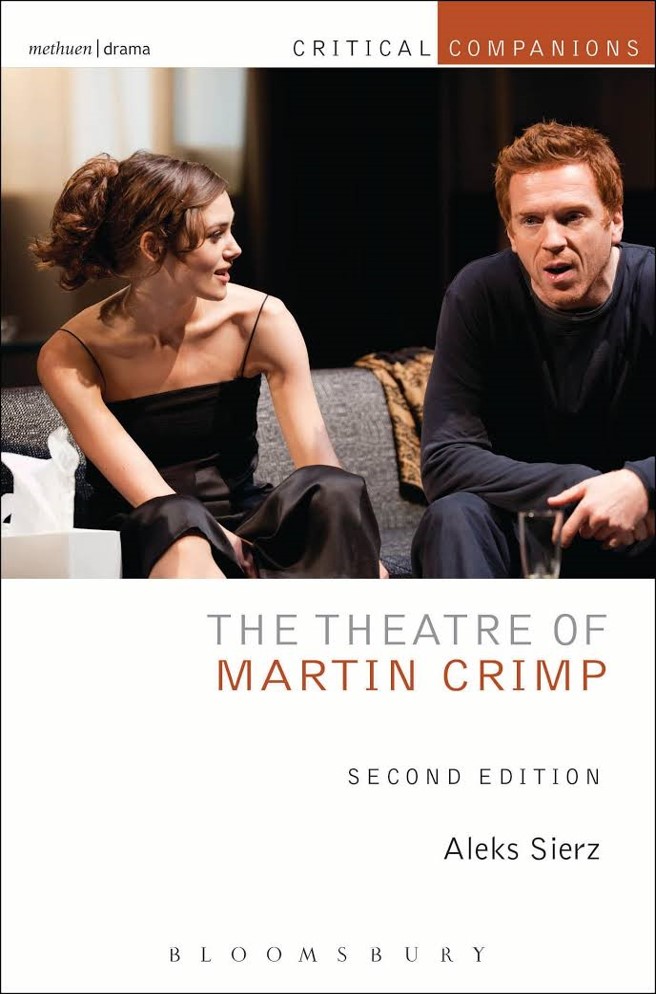 methuen|drama
CRITICAL COMPANIONS
THE THEATRE OF
MARTIN CRIMP
SECOND EDITION
Aleks Sierz
BLOOMSBURY